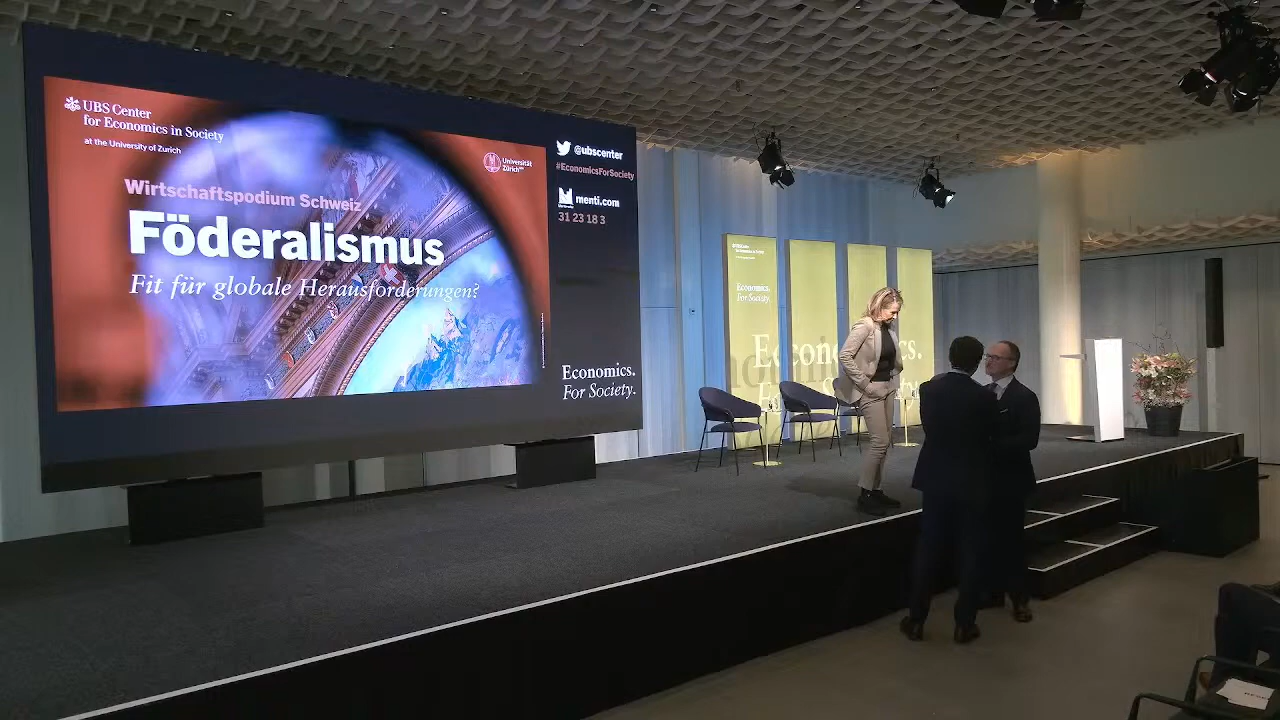 UBS Center
for Economics in Society
at the University of Zurich
Universität
Zürich
Wirtschaftspodium Schweiz
Föderalismus
Fit für globale Herausforderungen?
@ubscenter
#EconomicsForSociety
menti.com
31 23 18 3
Economics.
For Society.
Economics.
For Society.
Economics.